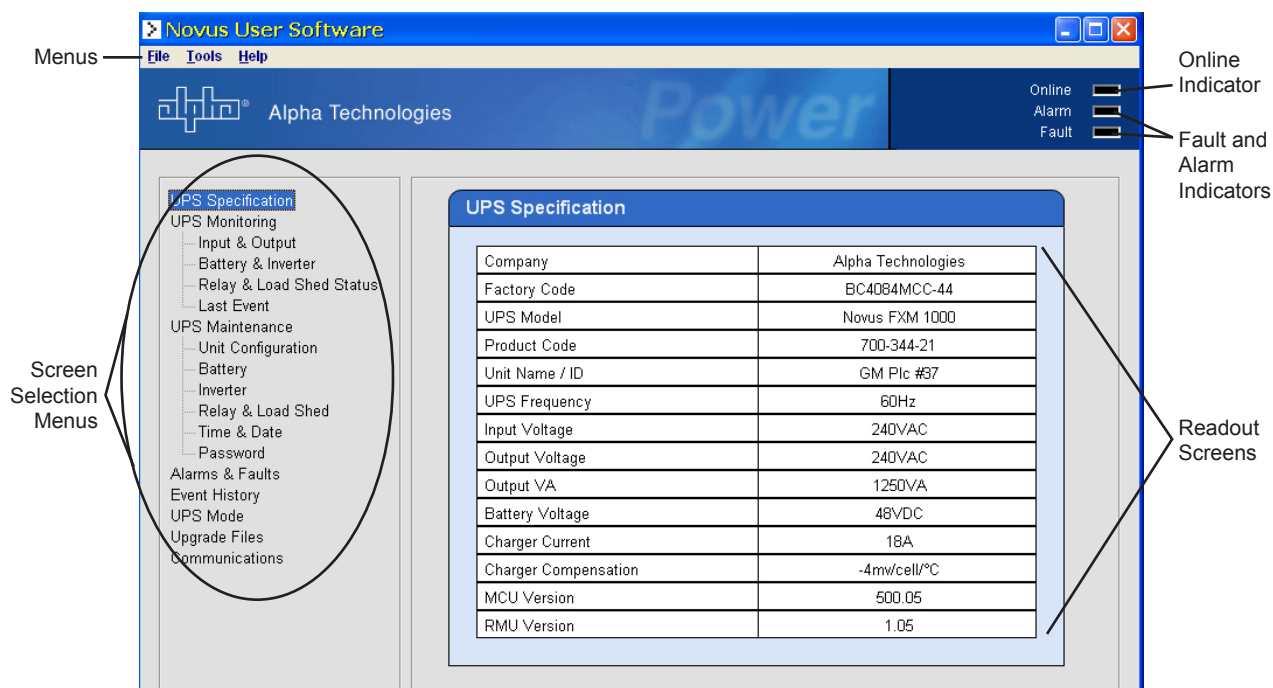 Novus User Software
Menus
File Tools Help
alpha® Alpha Technologies
Power
Online
Alarm
Fault
Online
Indicator
Fault and
Alarm
Indicators
UPS Specification
UPS Monitoring
Input & Output
Battery & Inverter
Relay & Load Shed Status
Last Event
UPS Maintenance
Unit Configuration
Battery
Inverter
Relay & Load Shed
Time & Date
Password
Alarms & Faults
Event History
UPS Mode
Upgrade Files
Communications
Screen
Selection
Menus
UPS Specification
Company Alpha Technologies
Factory Code BC4084MCC-44
UPS Model Novus FXM 1000
Product Code 700-344-21
Unit Name / ID GM Plc #37
UPS Frequency 60Hz
Input Voltage 240VAC
Output Voltage 240VAC
Output VA 1250VA
Battery Voltage 48VDC
Charger Current 18A
Charger Compensation -4mv/cell/°C
MCU Version 500.05
RMU Version 1.05
Readout
Screens